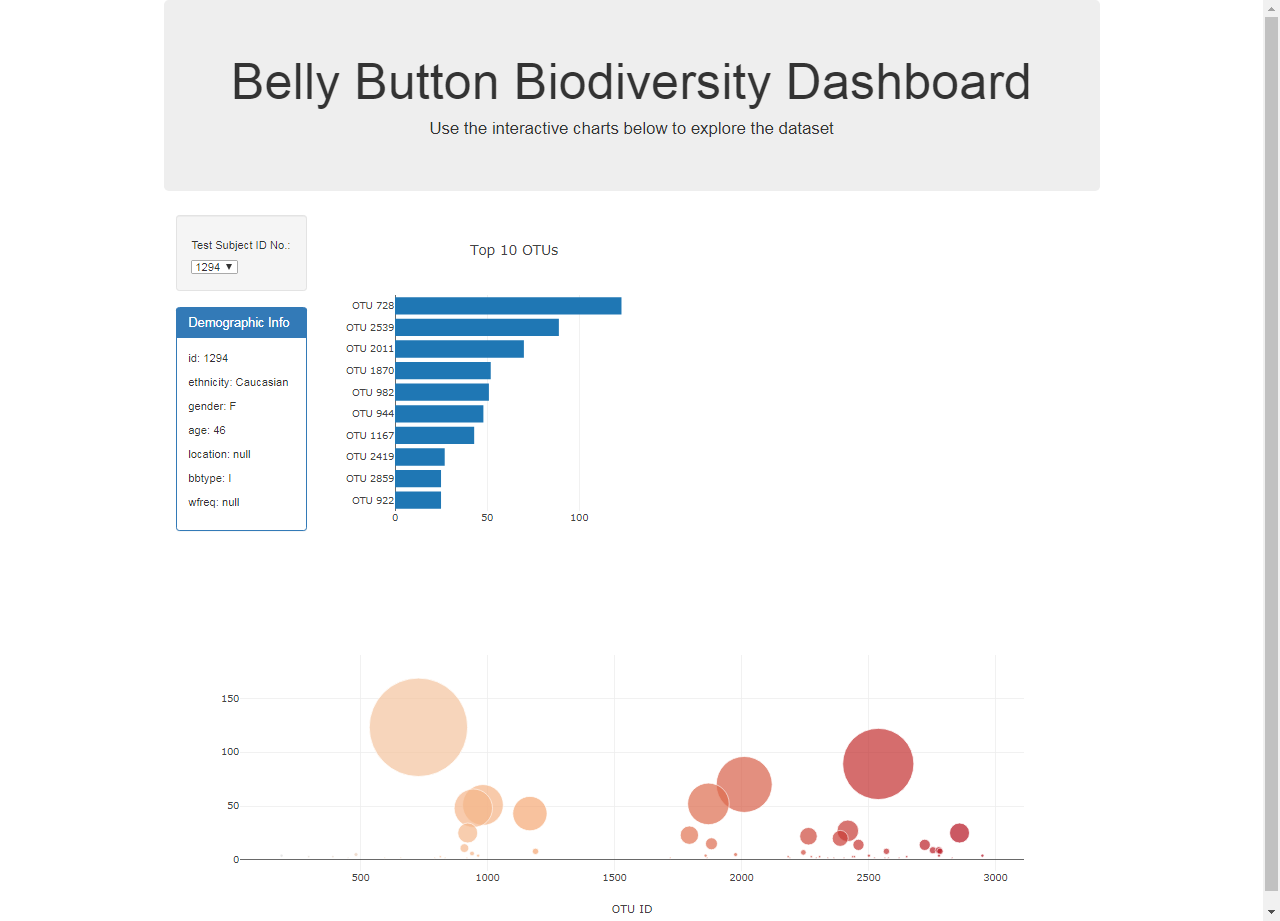 Belly Button Biodiversity Dashboard
Use the interactive charts below to explore the dataset
Test Subject ID No.:
1294
Demographic Info
id: 1294
ethnicity: Caucasian
gender: F
age: 46
location: null
bbtype: I
wfreq: null
Top 10 OTUs
OTU 728
OTU 2539
OTU 2011
OTU 1870
OTU 982
OTU 944
OTU 1167
OTU 2419
OTU 2859
OTU 922
0 50 100
150
100
50
0
500 1000 1500 2000 2500 3000
OTU ID